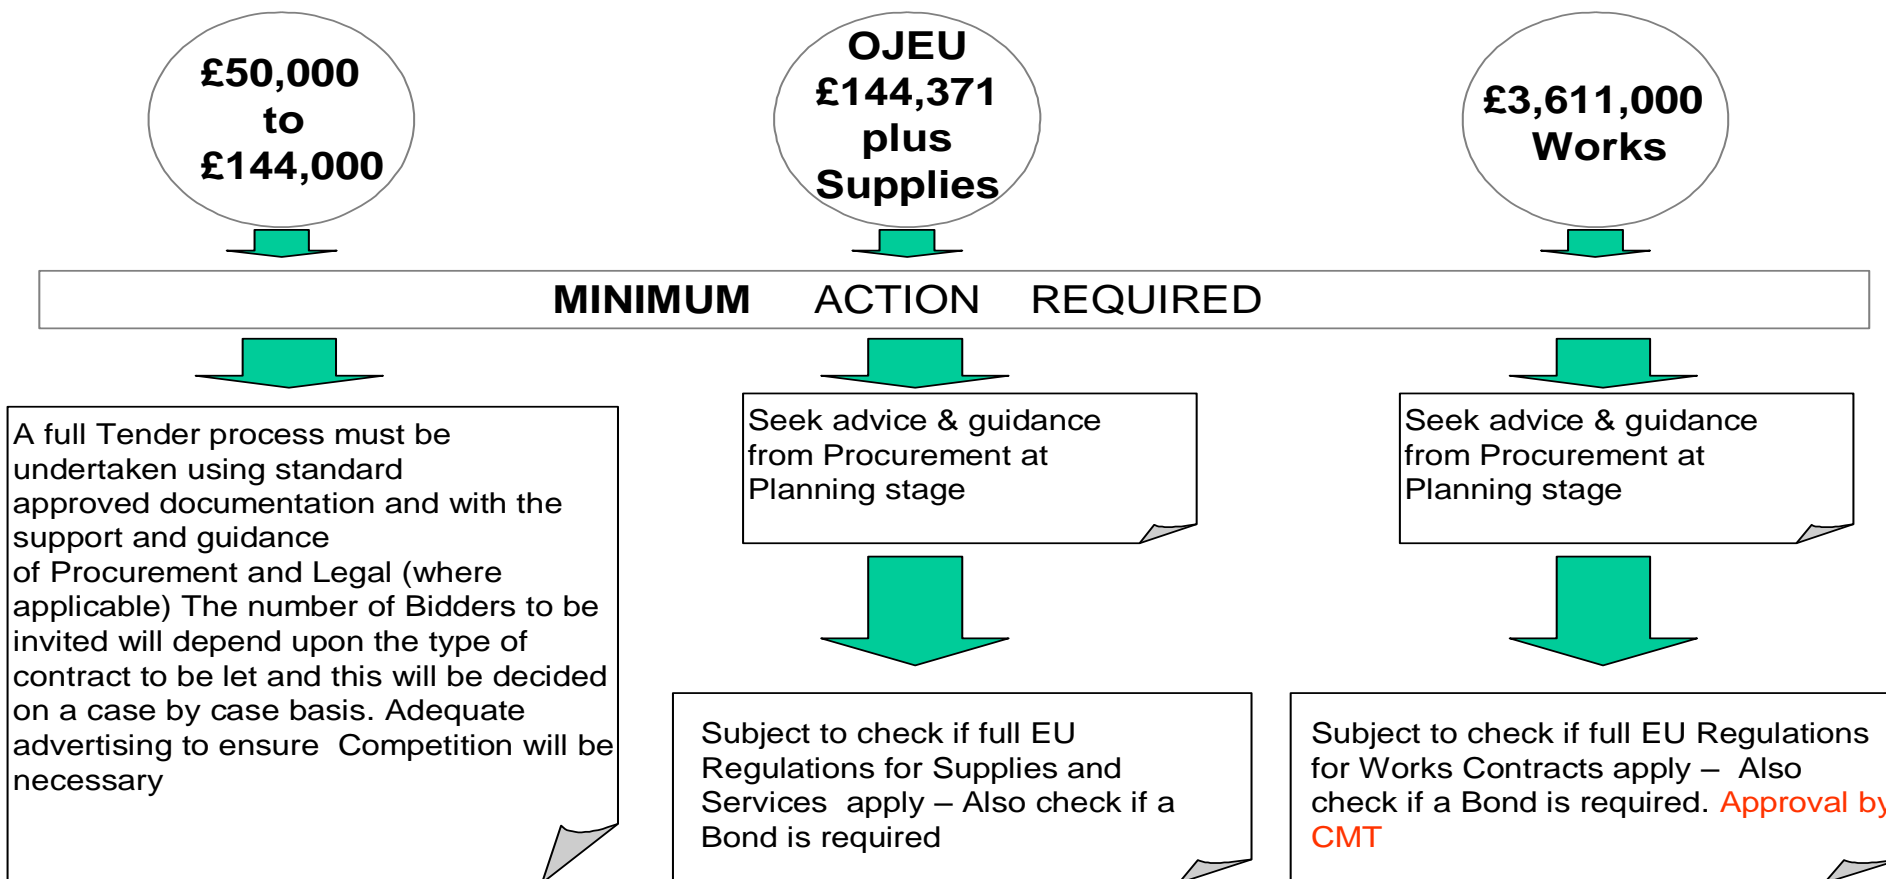 £50,000
to
£144,000
OJEU
£144,371
plus
Supplies
£3,611,000
Works
MINIMUM ACTION REQUIRED
A full Tender process must be
undertaken using standard
approved documentation and with the
support and guidance
of Procurement and Legal (where
applicable) The number of Bidders to be
invited will depend upon the type of
contract to be let and this will be decided
on a case by case basis. Adequate
advertising to ensure Competition will be
necessary
Seek advice & guidance
from Procurement at
Planning stage
Subject to check if full EU
Regulations for Supplies and
Services apply – Also check if a
Bond is required
Seek advice & guidance
from Procurement at
Planning stage
Subject to check if full EU Regulations
for Works Contracts apply – Also
check if a Bond is required. Approval by
CMT